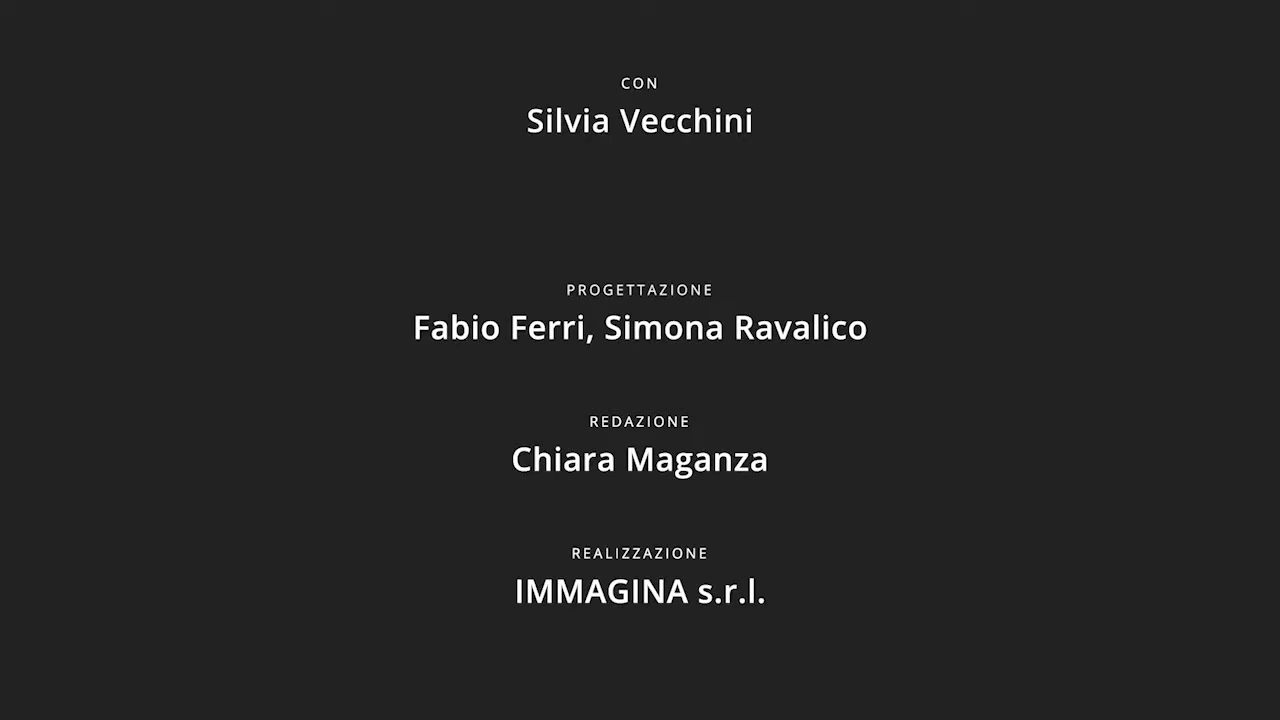 CON
Silvia Vecchini
PROGETTAZIONE
Fabio Ferri, Simona Ravalico
REDAZIONE
Chiara Maganza
REALIZZAZIONE
IMMAGINA s.r.l.